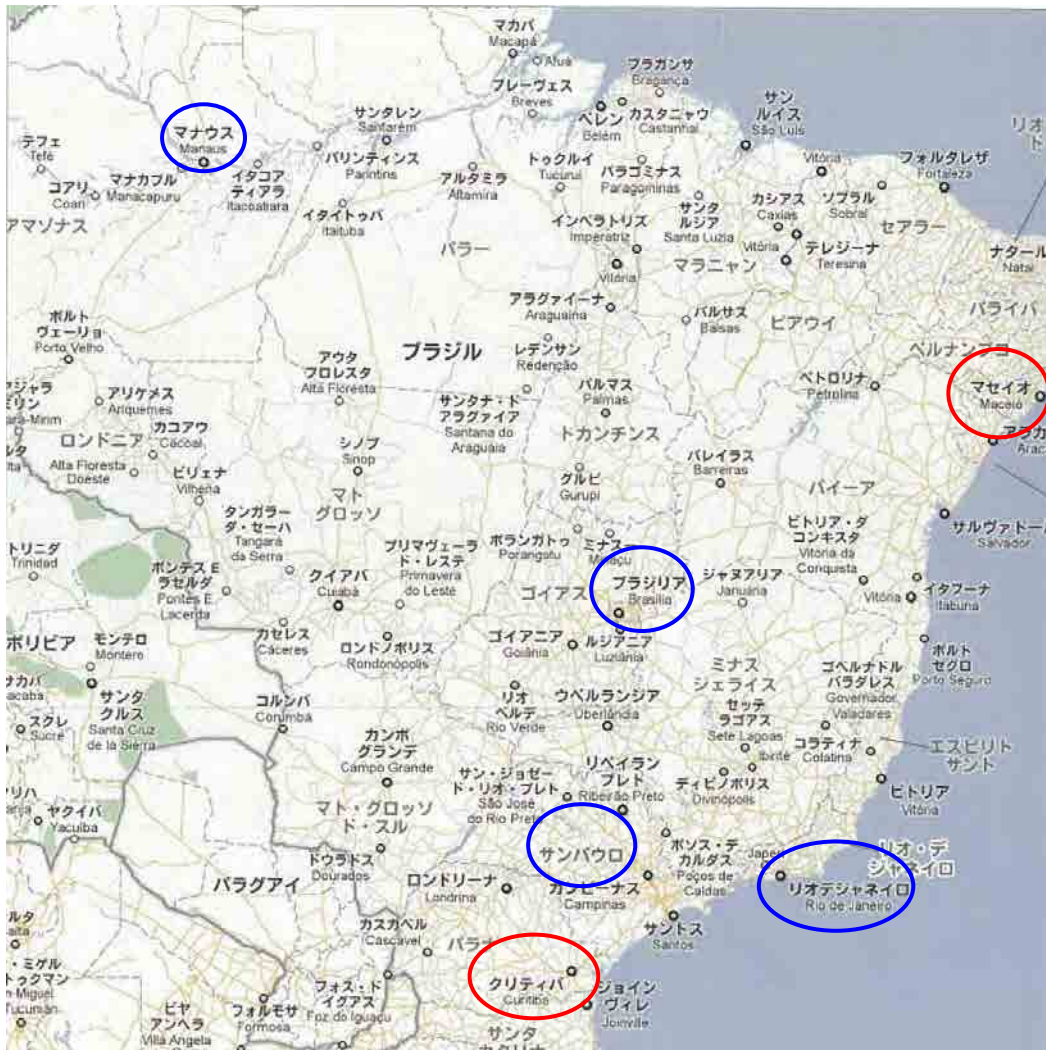 マカパ
Macapá
Afuá
ブラガンサ
Bragança
ブレーヴェス
Breves
ベレン
Belém
カスタニャウ
Castanhal
サン
ルイス
São Luís
マナウス
Manaus
サンタレン
Santarém
テフェ
Tefé
コアリ
Coari
マナカプル
Manacapuru
イタコア
ティアラ
Itacoatiara
パリンティンス
Parintins
アルタミラ
Altamira
トゥクルイ
Tucuruí
パラゴミナス
Paragominas
Vitória
フォルタレザ
Fortaleza
アマゾナス
イタイトゥバ
Itaituba
パラー
インペラトリス
Imperatriz
サンタ
ルジア
Santa Luzia
カシアス
Caxias
ソブラル
Sobral
セアラー
Vitória
Vitória
マラニャン
テレジーナ
Teresina
ナタール
Natal
アラグァイーナ
Araguaína
バルサス
Balsas
ピアウイ
パライバ
ポルト
ヴェーリョ
Porto Velho
ブラジル
レデンサン
Redenção
ペルナンブコ
アリケメス
Ariquemes
アウタ
フロレスタ
Alta Floresta
サンタナ・ド
アラグァイア
Santana do
Araguaia
パルマス
Palmas
ペトロリナ
Petrolina
マセイオ
Maceió
ロンドニア
カコアウ
Cacoal
シノプ
Sinop
トカンチンス
Alta Floresta
Doeste
ビリェナ
Vilhena
マト
グロッソ
グルピ
Gurupi
バレイラス
Barreiras
バイーア
タンガラー
ダ・セーハ
Tangará
da Serra
プリマヴェーラ
ド・レステ
Primavera
do Leste
ポランガトゥ
Porangatu
ビトリア・ダ
コンキスタ
Vitória da
Conquista
サルヴァドール
Salvador
トリニダ
Trinidad
ポンテス E
ラセルダ
Pontes E.
Lacerda
クイアバ
Cuiabá
ゴイアス
ブラジリア
Brasília
ジャヌアリア
Januária
Vitória
イタブーナ
Itabuna
ボリビア
モンテロ
Montero
カセレス
Cáceres
ロンドノポリス
Rondonópolis
ゴイアニア
Goiânia
ルジアニア
Luziânia
ポルト
セグロ
Porto Seguro
サンタ
クルス
Santa Cruz
de la Sierra
スクレ
Sucre
コルンバ
Corumbá
リオ
ベルデ
Rio Verde
ウベルランジア
Uberlândia
ミナス
ジェライス
セッテ
ラゴアス
Sete Lagoas
Ibirité
ゴベルナドル
バラダレス
Governador
Valadares
コラティナ
Colatina
エスピリト
サント
カンポ
グランデ
Campo Grande
サン・ジョゼー
ド・リオ・プレト
São José
do Rio Preto
リベイラン
プレト
Ribeirão Preto
ディビノポリス
Divinópolis
ビトリア
Vitória
ヤクイバ
Yacuiba
マト・グロッソ
ド・スル
ドウラドス
Dourados
サンパウロ
ポソス・デ
カルダス
Poços de
Caldas
Japeri
リオ・デ
ジャネイロ
リオデジャネイロ
Rio de Janeiro
パラグアイ
ロンドリーナ
Londrina
カンピーナス
Campinas
サントス
Santos
カスカベル
Cascavel
パラナ
クリティバ
Curitiba
フォス・ド
イグアス
Foz do Iguaçu
ジョイン
ヴィレ
Joinville
ビヤ
アンヘラ
Villa Angela
フォルモサ
Formosa
サンタ